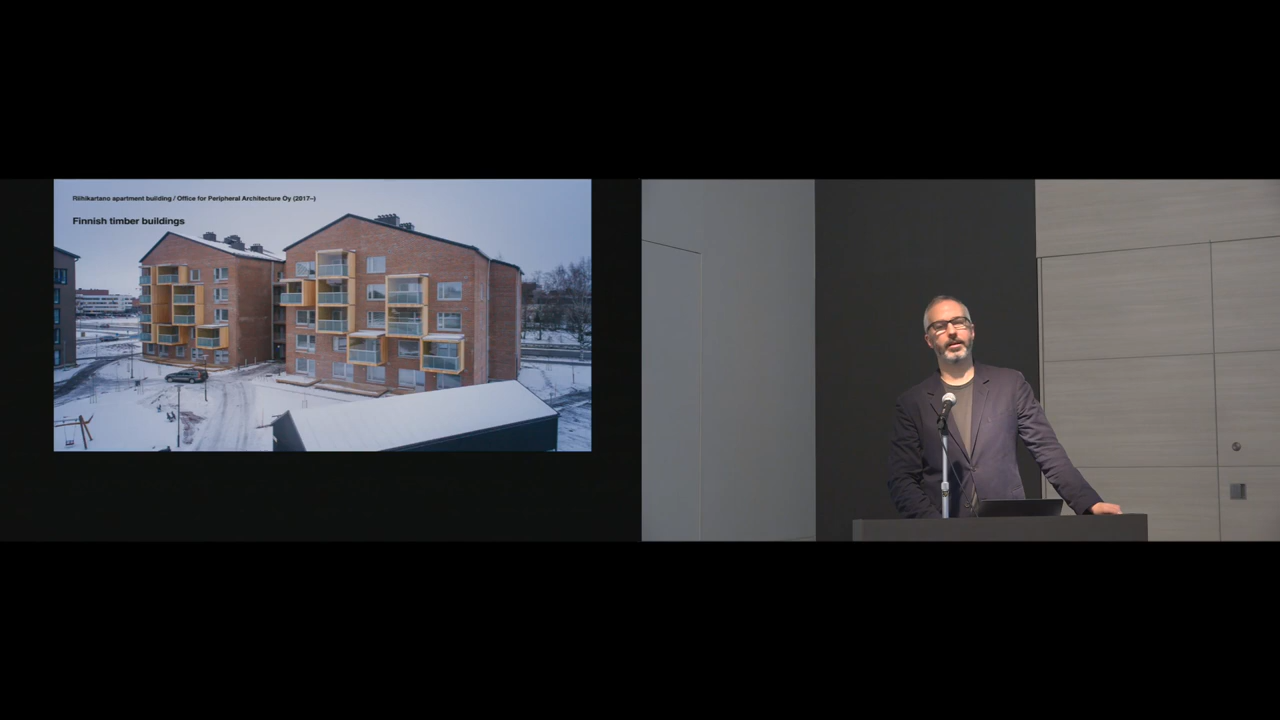 Riihikartano apartment building / Office for Peripheral Architecture Oy (2017–)
Finnish timber buildings